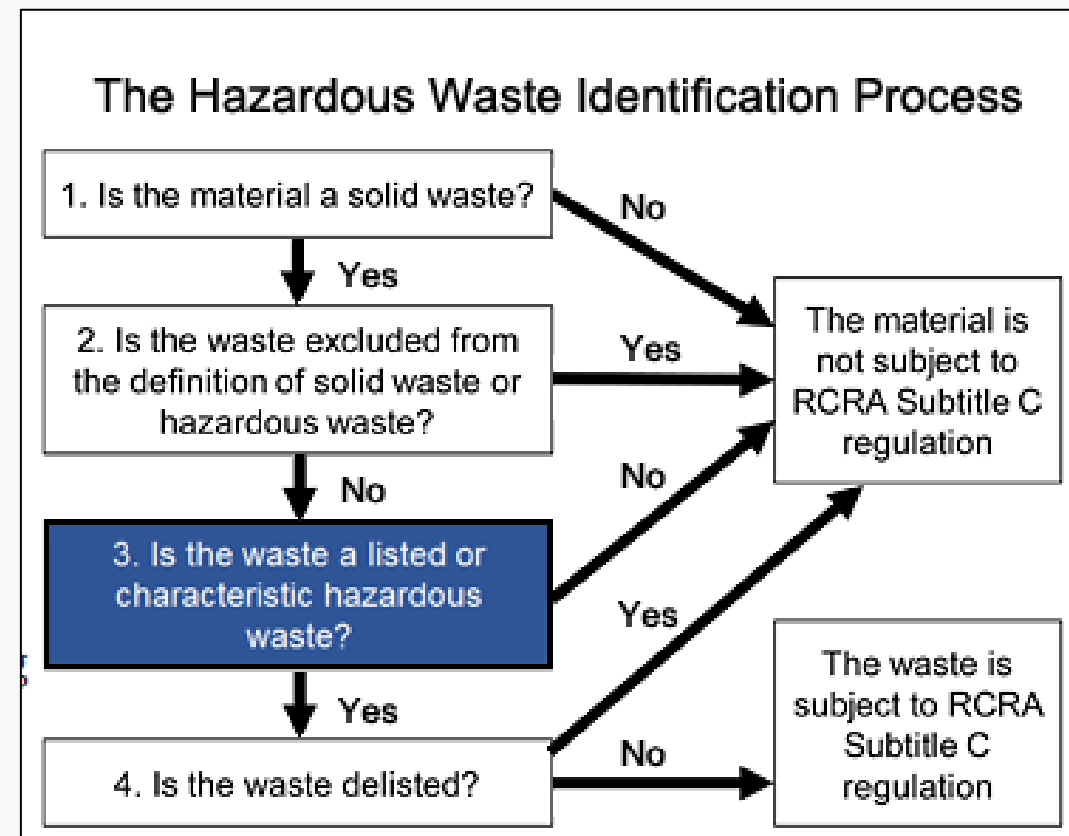 The Hazardous Waste Identification Process
1. Is the material a solid waste?
No
Yes
2. Is the waste excluded from
the definition of solid waste or
hazardous waste?
Yes
The material is
not subject to
RCRA Subtitle C
regulation
No
No
3. Is the waste a listed or
characteristic hazardous
waste?
Yes
Yes
The waste is
subject to RCRA
Subtitle C
regulation
4. Is the waste delisted?
No